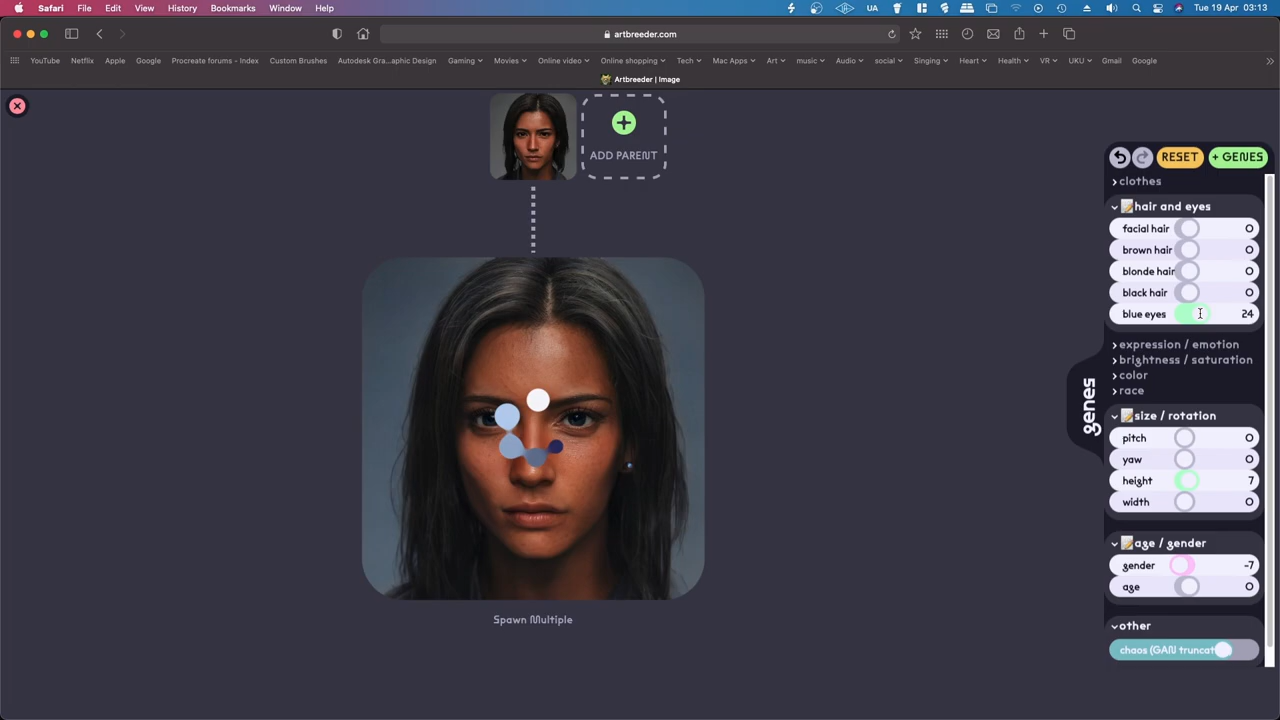 Safari File Edit View History Bookmarks Window Help UA Tue 19 Apr 03:13
artbreeder.com
YouTube Netflix Apple Google Procreate forums - Index Custom Brushes Autodesk Gra...aphic Design Gaming Movies Online video Online shopping Tech Mac Apps Art music Audio social Singing Heart Health VR UKU Gmail Google
Artbreeder | Image
ADD PARENT
RESET + GENES
clothes
hair and eyes
facial hair 0
brown hair 0
blonde hair 0
black hair 0
blue eyes 24
expression / emotion
brightness / saturation
color
race
genes
size / rotation
pitch 0
yaw 0
height 7
width 0
age / gender
gender -7
age 0
other
chaos (GAN truncat
Spawn Multiple